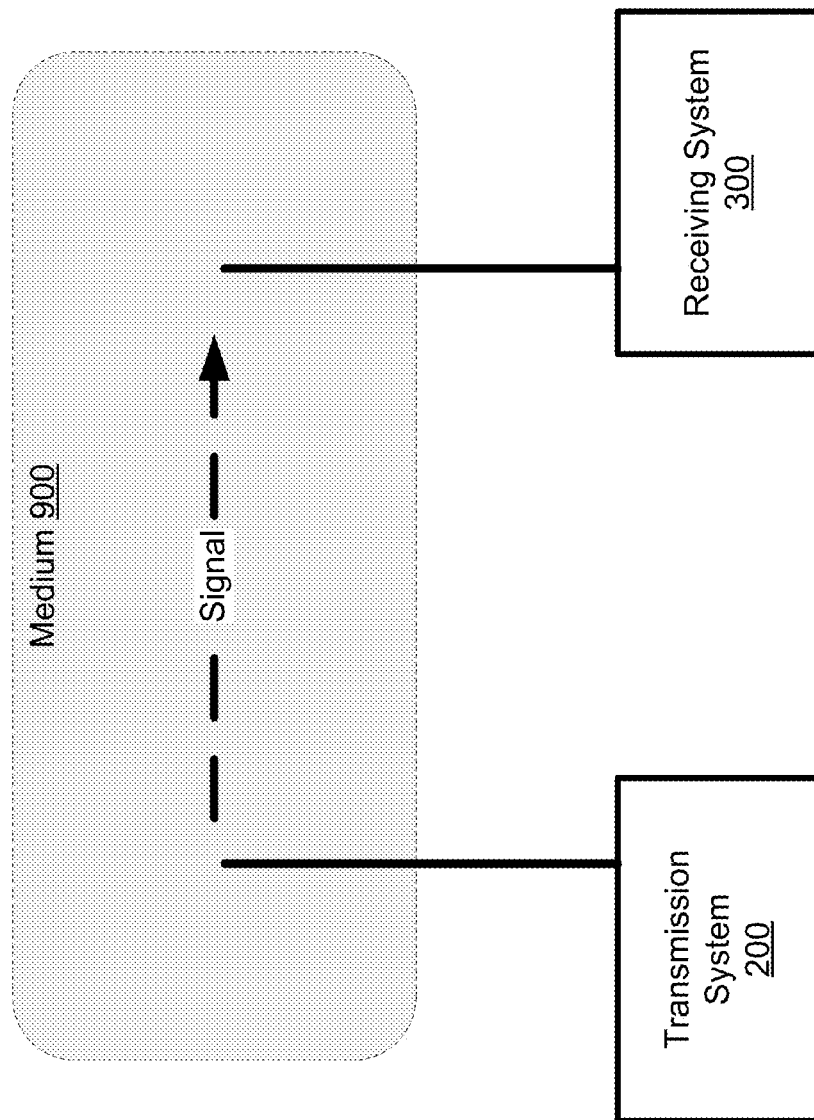 Medium 900
Signal
Transmission
System
200
Receiving System
300